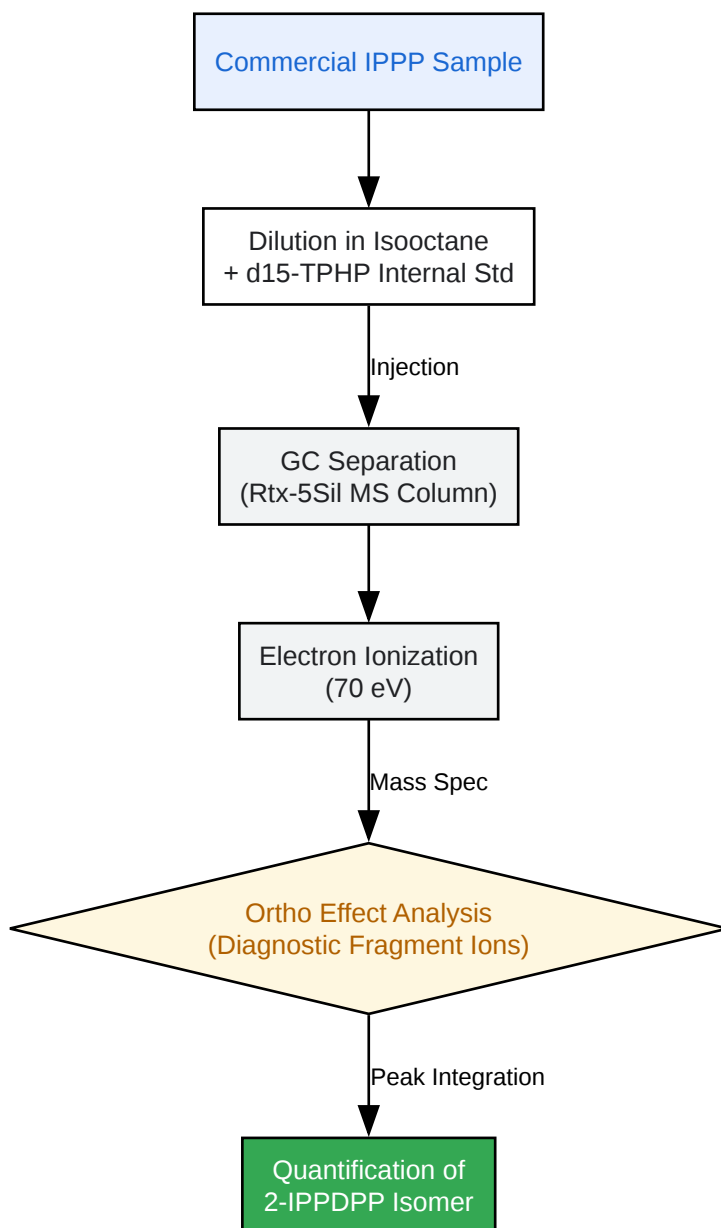 Commercial IPPP Sample
Dilution in Isooctane
+ d15-TPHP Internal Std
Injection
GC Separation
(Rtx-5Sil MS Column)
Electron Ionization
(70 eV)
Mass Spec
Ortho Effect Analysis
(Diagnostic Fragment Ions)
Peak Integration
Quantification of
2-IPPDPP Isomer